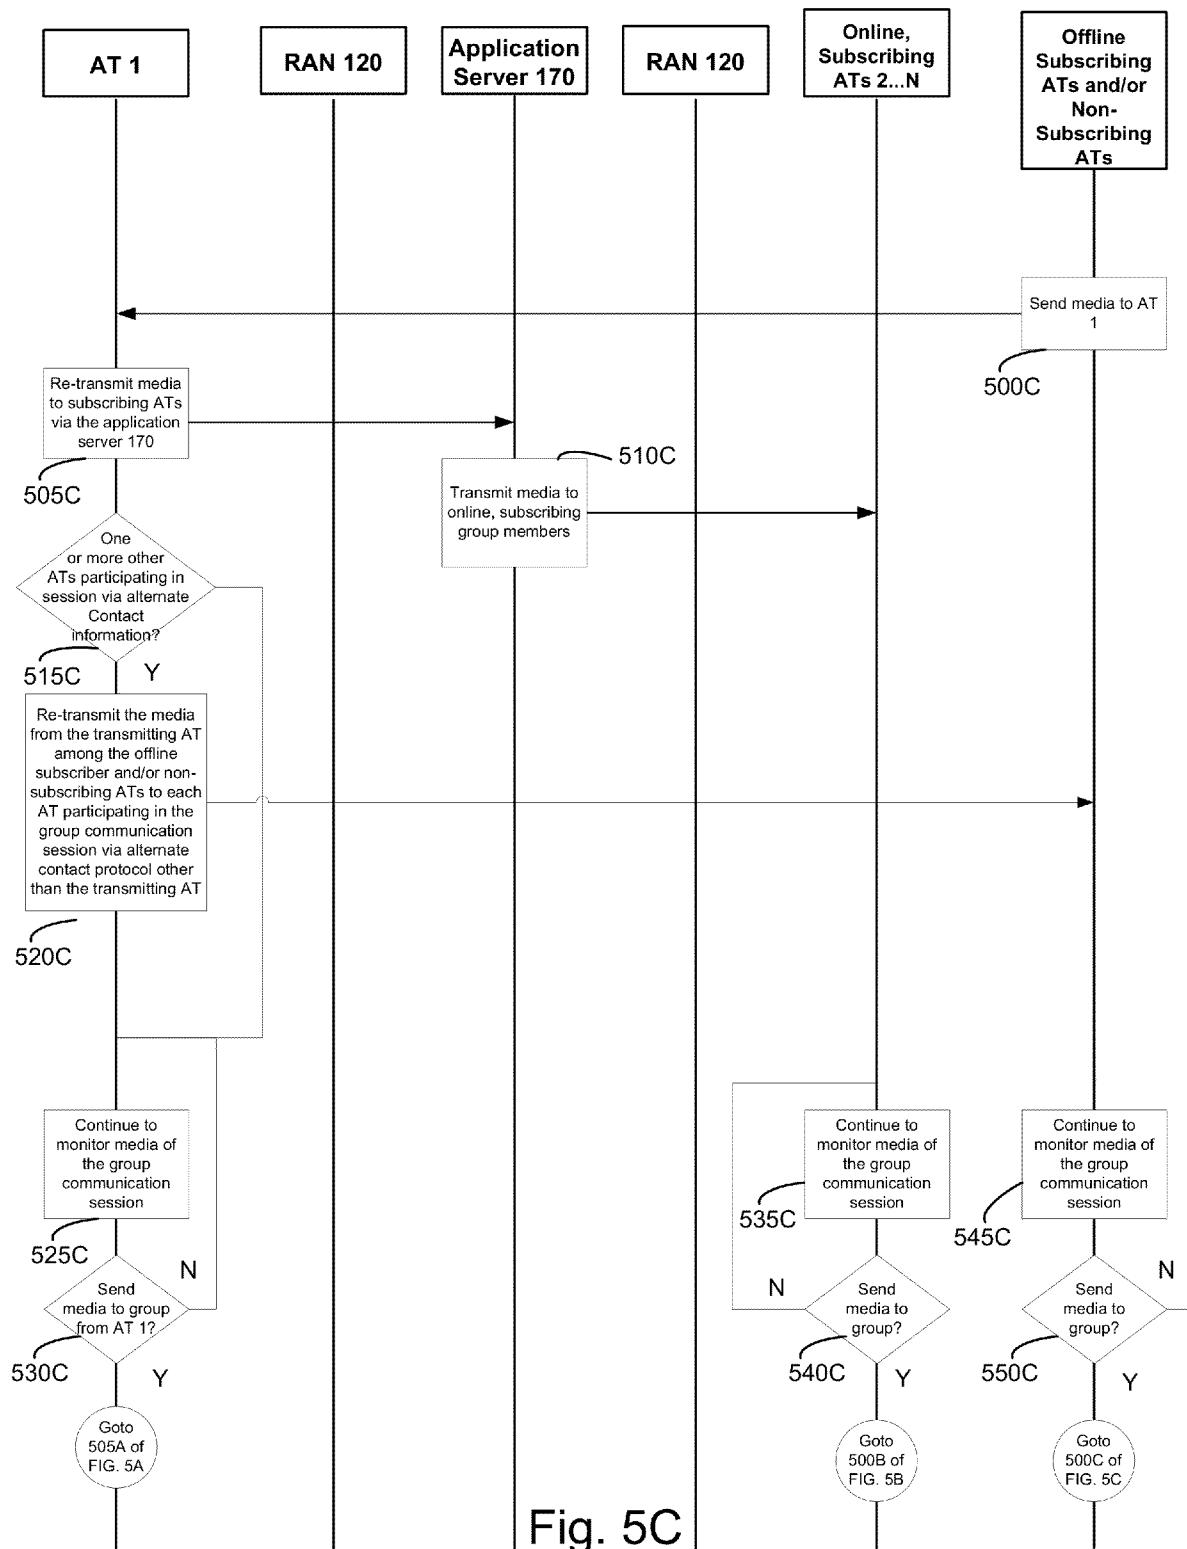 AT 1
RAN 120
Application
Server 170
RAN 120
Online,
Subscribing
ATs 2...N
Offline
Subscribing
ATs and/or
Non-
Subscribing
ATs
Send media to AT
1
500C
Re-transmit media
to subscribing ATs
via the application
server 170
505C
510C
Transmit media to
online, subscribing
group members
One
or more other
ATs participating in
session via alternate
Contact
information?
515C
Y
Re-transmit the media
from the transmitting AT
among the offline
subscriber and/or non-
subscribing ATs to each
AT participating in the
group communication
session via alternate
contact protocol other
than the transmitting AT
520C
Continue to
monitor media of
the group
communication
session
525C
Continue to
monitor media of
the group
communication
session
535C
Continue to
monitor media of
the group
communication
session
545C
N
Send
media to group
from AT 1?
530C
Y
N
Send
media to
group?
540C
Y
N
Send
media to
group?
550C
Y
Goto
505A of
FIG. 5A
Goto
500B of
FIG. 5B
Goto
500C of
FIG. 5C
Fig. 5C